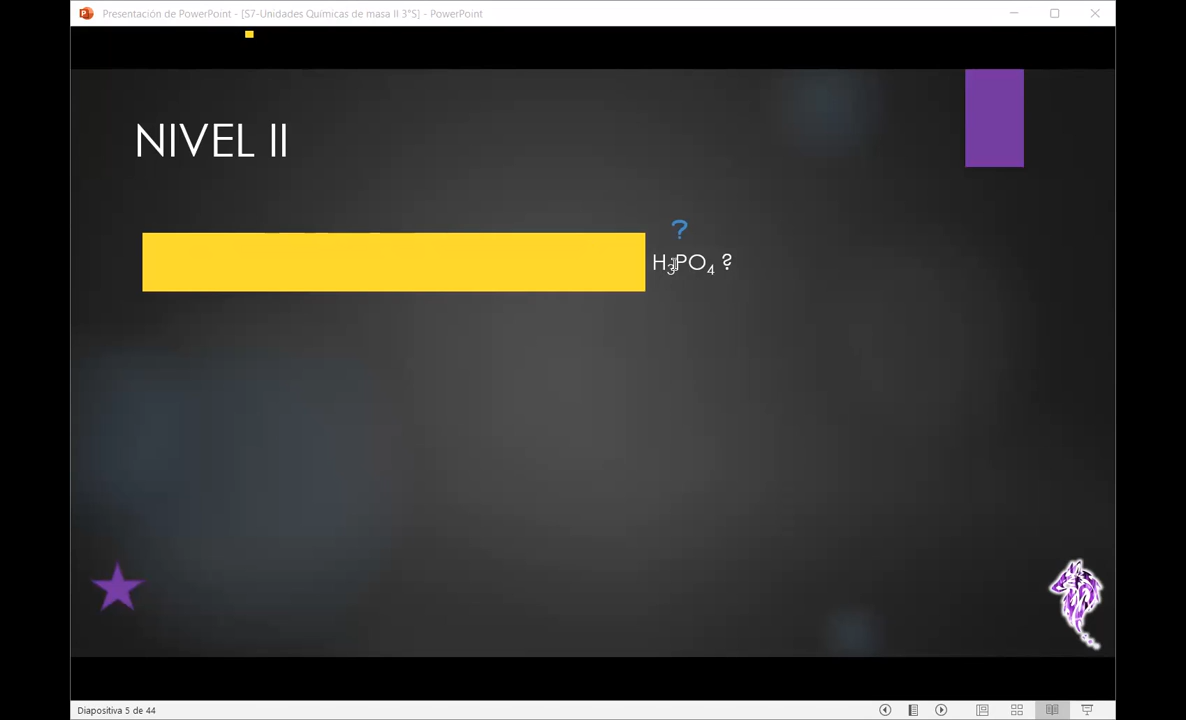 Presentación de PowerPoint - [S7-Unidades Químicas de masa II 3°S] - PowerPoint
NIVEL II
?
H₃PO₄ ?
Diapositiva 5 de 44